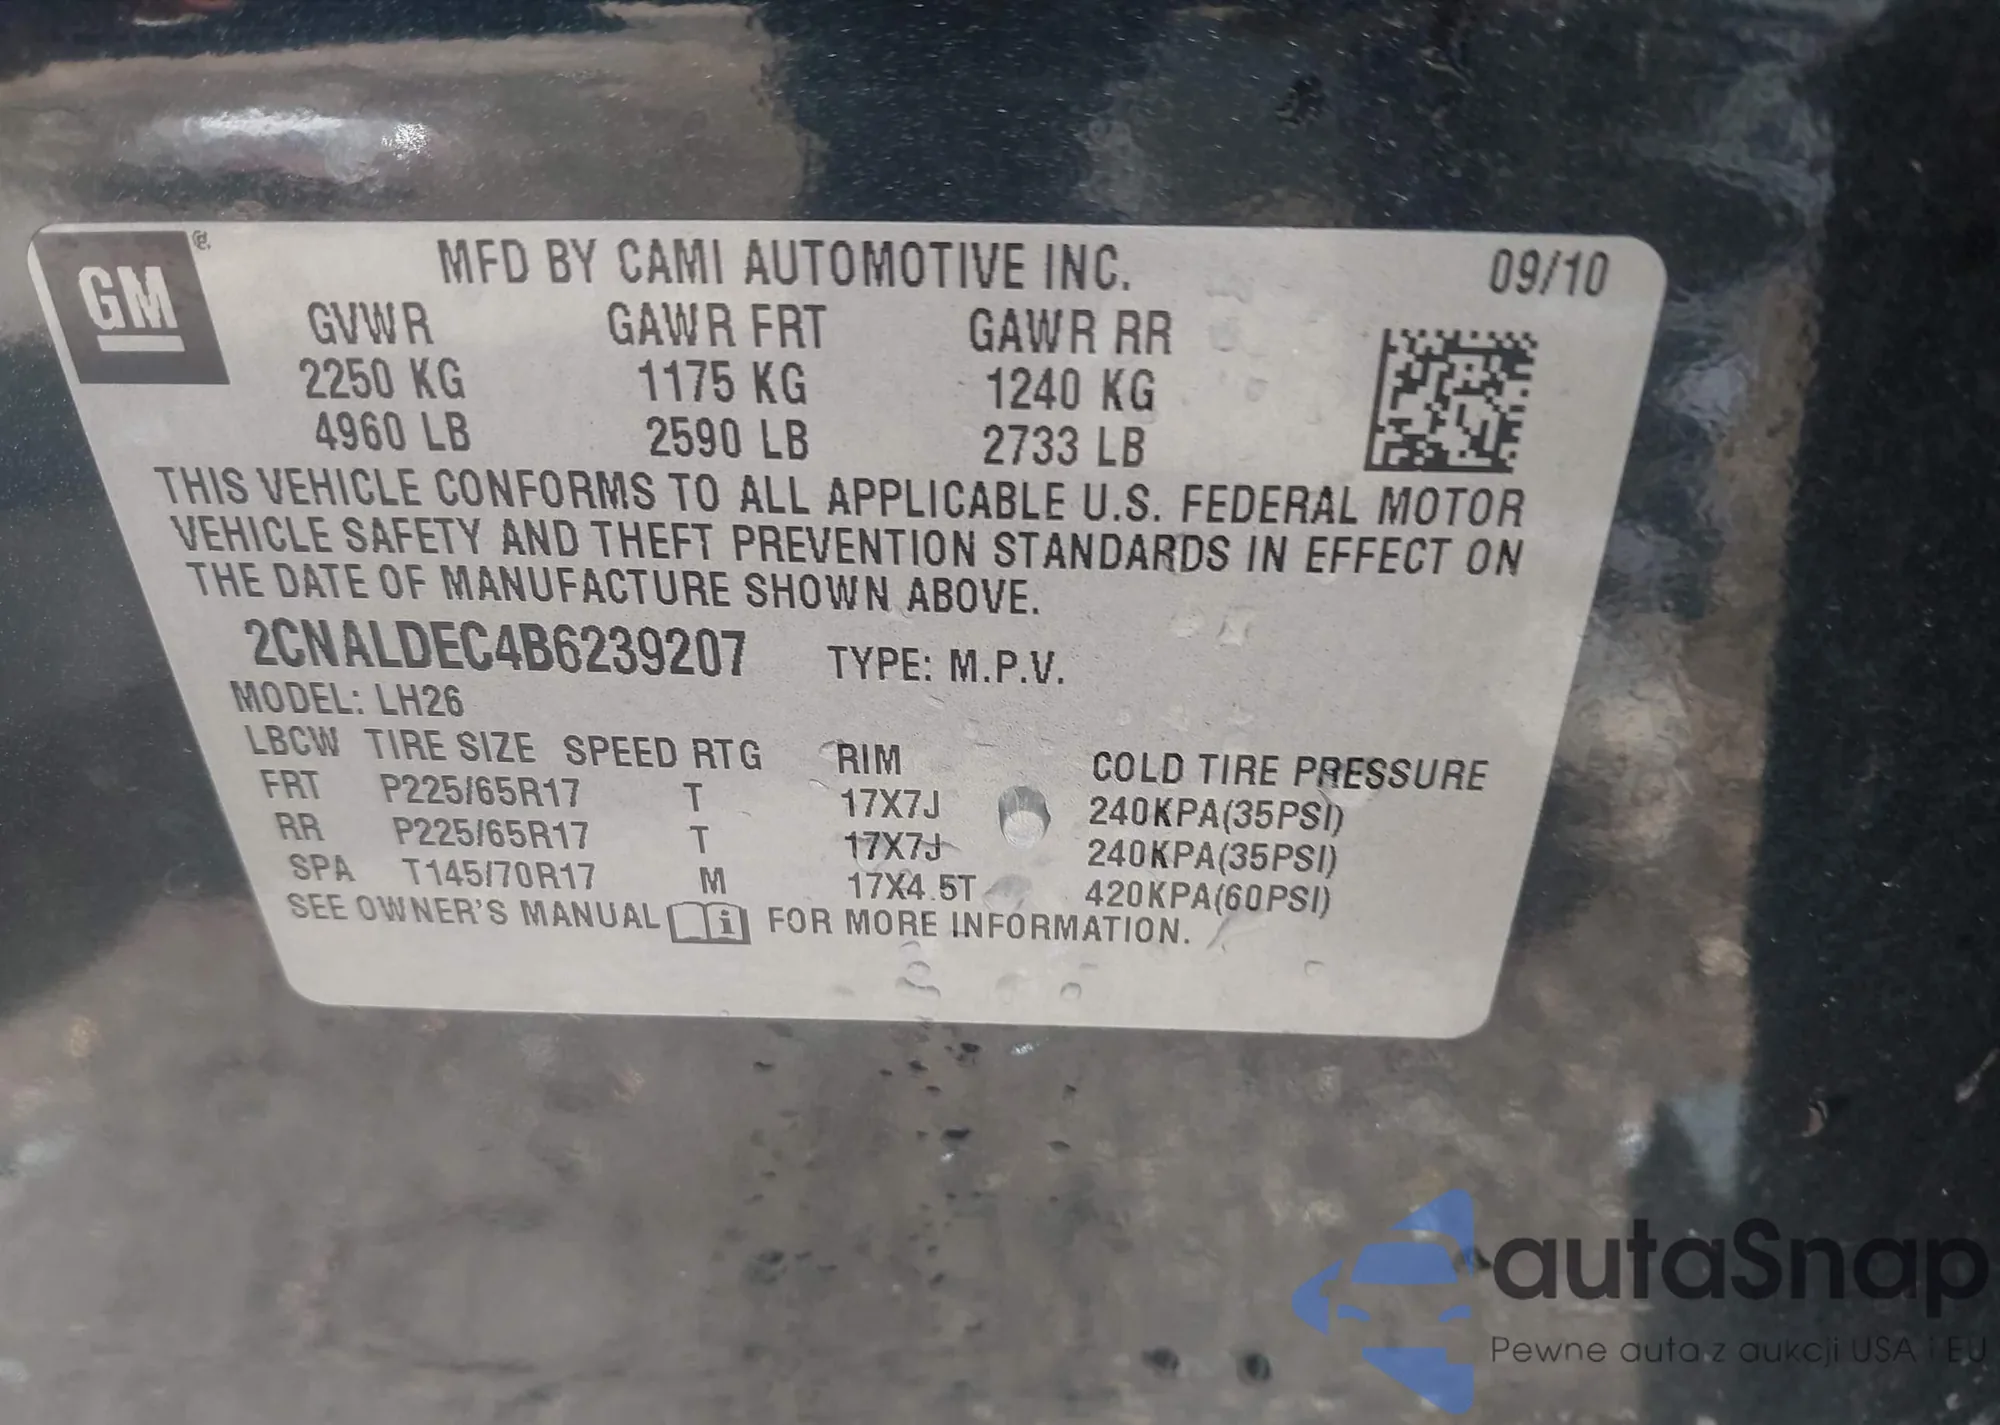 GM
MFD BY CAMI AUTOMOTIVE INC. 09/10
GVWR GAWR FRT GAWR RR
2250 KG 1175 KG 1240 KG
4960 LB 2590 LB 2733 LB
THIS VEHICLE CONFORMS TO ALL APPLICABLE U.S. FEDERAL MOTOR
VEHICLE SAFETY AND THEFT PREVENTION STANDARDS IN EFFECT ON
THE DATE OF MANUFACTURE SHOWN ABOVE.
2CNALDEC4B6239207 TYPE: M.P.V.
MODEL: LH26
LBCW TIRE SIZE SPEED RTG RIM COLD TIRE PRESSURE
FRT P225/65R17 T 17X7J 240KPA(35PSI)
RR P225/65R17 T 17X7J 240KPA(35PSI)
SPA T145/70R17 M 17X4.5T 420KPA(60PSI)
SEE OWNER'S MANUAL i FOR MORE INFORMATION.
autaSnap
Pewne auta z aukcji USA i EU